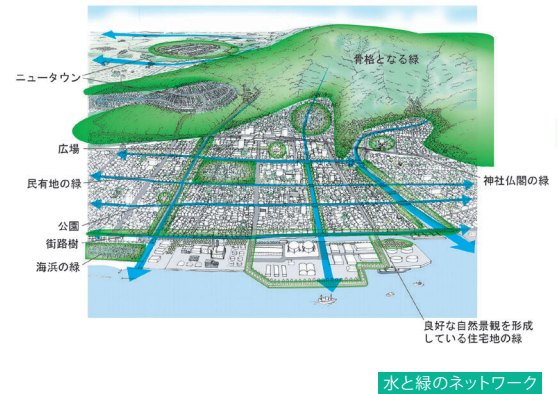 骨格となる緑
ニュータウン
広場
民有地の緑
神社仏閣の緑
公園
街路樹
海浜の緑
良好な自然景観を形成
している住宅地の緑
水と緑のネットワーク